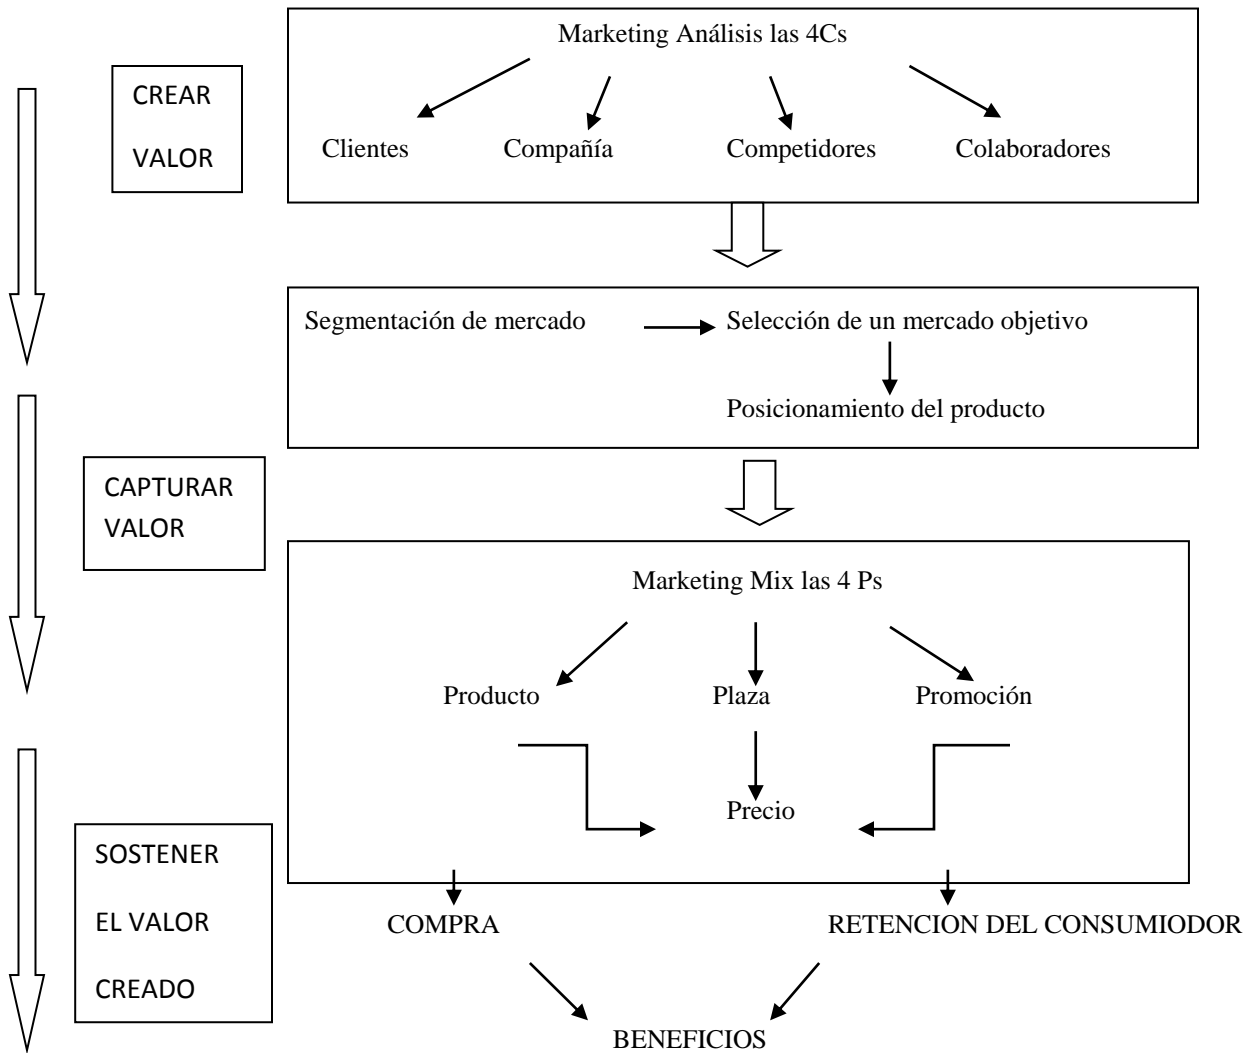 Marketing Análisis las 4Cs
CREAR
VALOR
Clientes Compañía Competidores Colaboradores
Segmentación de mercado Selección de un mercado objetivo
Posicionamiento del producto
CAPTURAR
VALOR
Marketing Mix las 4 Ps
Producto Plaza Promoción
Precio
SOSTENER
EL VALOR
CREADO
COMPRA RETENCION DEL CONSUMIODOR
BENEFICIOS